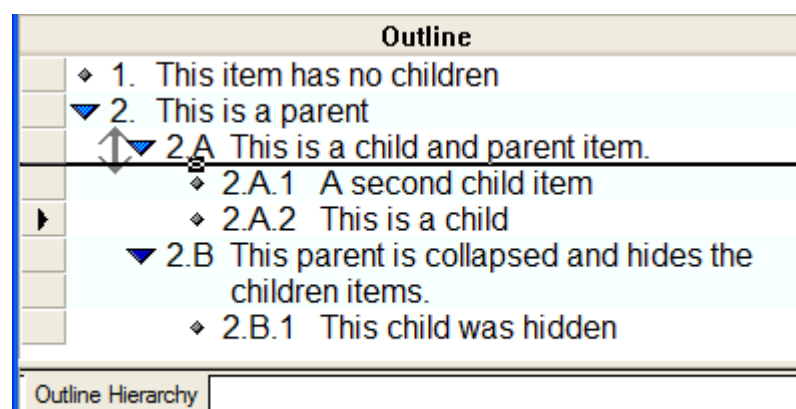 Outline
1. This item has no children
2. This is a parent
2.A This is a child and parent item.
2.A.1 A second child item
2.A.2 This is a child
2.B This parent is collapsed and hides the
children items.
2.B.1 This child was hidden
Outline Hierarchy